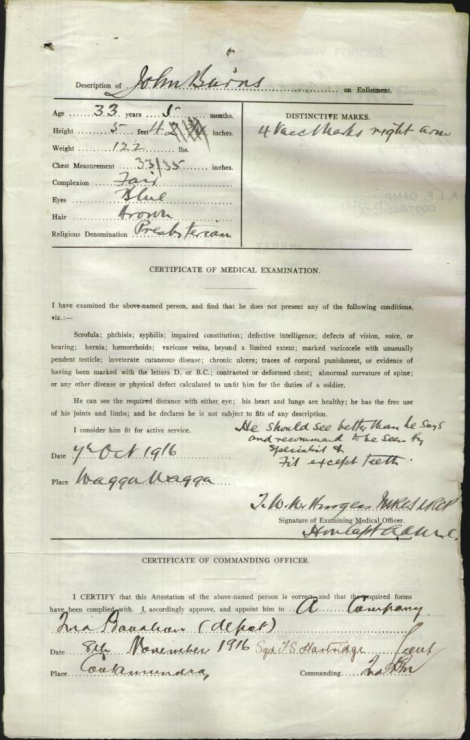 Description of John Burns on Enlistment.
Age 33 years 5 months.
Height 5 feet 2 3/4 inches.
Weight 122 lbs.
Chest Measurement 33/35 inches.
Complexion Fair
Eyes Blue
Hair brown
Religious Denomination Presbyterian
DISTINCTIVE MARKS.
4 Vacc Marks right arm
CERTIFICATE OF MEDICAL EXAMINATION.
I have examined the above-named person, and find that he does not present any of the following conditions,
viz.:—
Scrofula; phthisis; syphilis; impaired constitution; defective intelligence; defects of vision, voice, or
hearing; hernia; hæmorrhoids; varicose veins, beyond a limited extent; marked varicocele with unusually
pendent testicle; inveterate cutaneous disease; chronic ulcers; traces of corporal punishment, or evidence of
having been marked with the letters D. or B.C.; contracted or deformed chest; abnormal curvature of spine;
or any other disease or physical defect calculated to unfit him for the duties of a soldier.
He can see the required distance with either eye; his heart and lungs are healthy; he has the free use
of his joints and limbs; and he declares he is not subject to fits of any description.
I consider him fit for active service.
He should see better than he says
and recommend to be seen by
specialist &
Fit except teeth.
Date 7th Oct 1916
Place Wagga Wagga
Signature of Examining Medical Officer.
CERTIFICATE OF COMMANDING OFFICER.
I CERTIFY that this Attestation of the above-named person is correct, and that the required forms
have been complied with. I accordingly approve, and appoint him to A Company
(depot)
Date 8th November 1916 Sgd F S Hartridge Lieut
Place Cootamundra,
Commanding